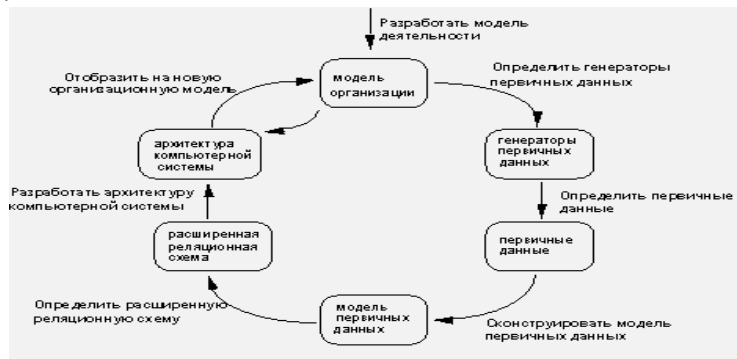 Разработать модель
деятельности
Отобразить на новую
организационную модель
модель
организации
Определить генераторы
первичных данных
архитектура
компьютерной
системы
генераторы
первичных
данных
Разработать архитектуру
компьютерной системы
Определить первичные
данные
расширенная
реляционная
схема
первичные
данные
Определить расширенную
реляционную схему
модель
первичных
данных
Сконструировать модель
первичных данных